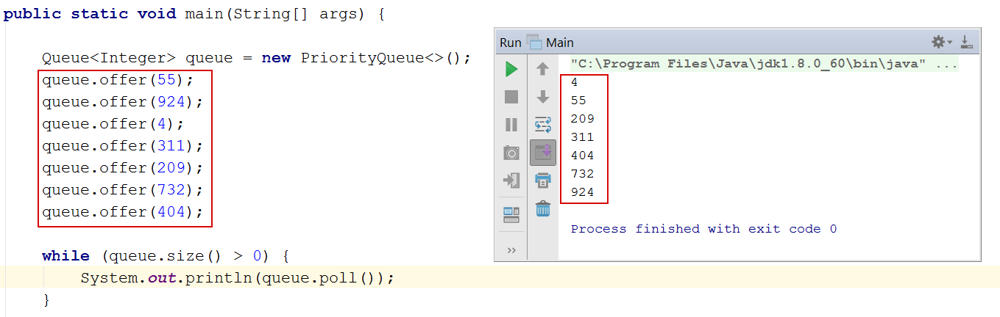 public static void main(String[] args) {
Queue<Integer> queue = new PriorityQueue<>();
queue.offer(55);
queue.offer(924);
queue.offer(4);
queue.offer(311);
queue.offer(209);
queue.offer(732);
queue.offer(404);
while (queue.size() > 0) {
System.out.println(queue.poll());
}
Run Main
"C:\Program Files\Java\jdk1.8.0_60\bin\java" ...
4
55
209
311
404
732
924
Process finished with exit code 0